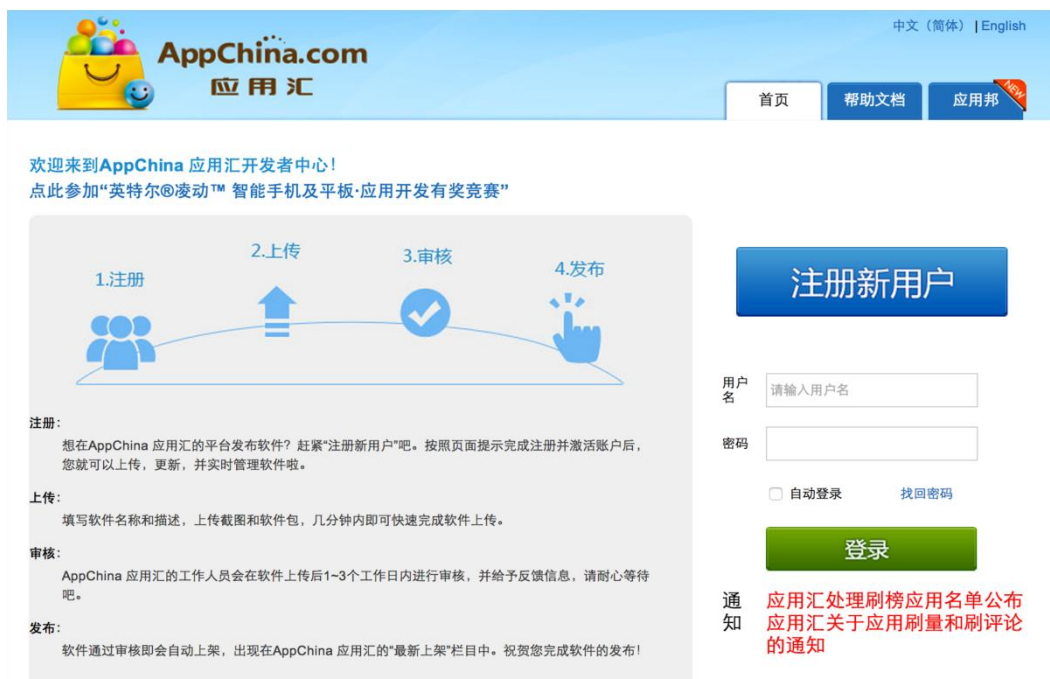 中文（简体） | English
AppChina.com
应用汇
首页 帮助文档 应用邦 NEW
欢迎来到AppChina 应用汇开发者中心！
点此参加“英特尔®凌动™ 智能手机及平板·应用开发有奖竞赛”
1.注册
2.上传
3.审核
4.发布
注册：
想在AppChina 应用汇的平台发布软件？赶紧“注册新用户”吧。按照页面提示完成注册并激活账户后，
您就可以上传，更新，并实时管理软件啦。
上传：
填写软件名称和描述，上传截图和软件包，几分钟内即可快速完成软件上传。
审核：
AppChina 应用汇的工作人员会在软件上传后1~3个工作日内进行审核，并给予反馈信息，请耐心等待
吧。
发布：
软件通过审核即会自动上架，出现在AppChina 应用汇的“最新上架”栏目中。祝贺您完成软件的发布！
注册新用户
用户
名
请输入用户名
密码
自动登录 找回密码
登录
通
知
应用汇处理刷榜应用名单公布
应用汇关于应用刷量和刷评论
的通知